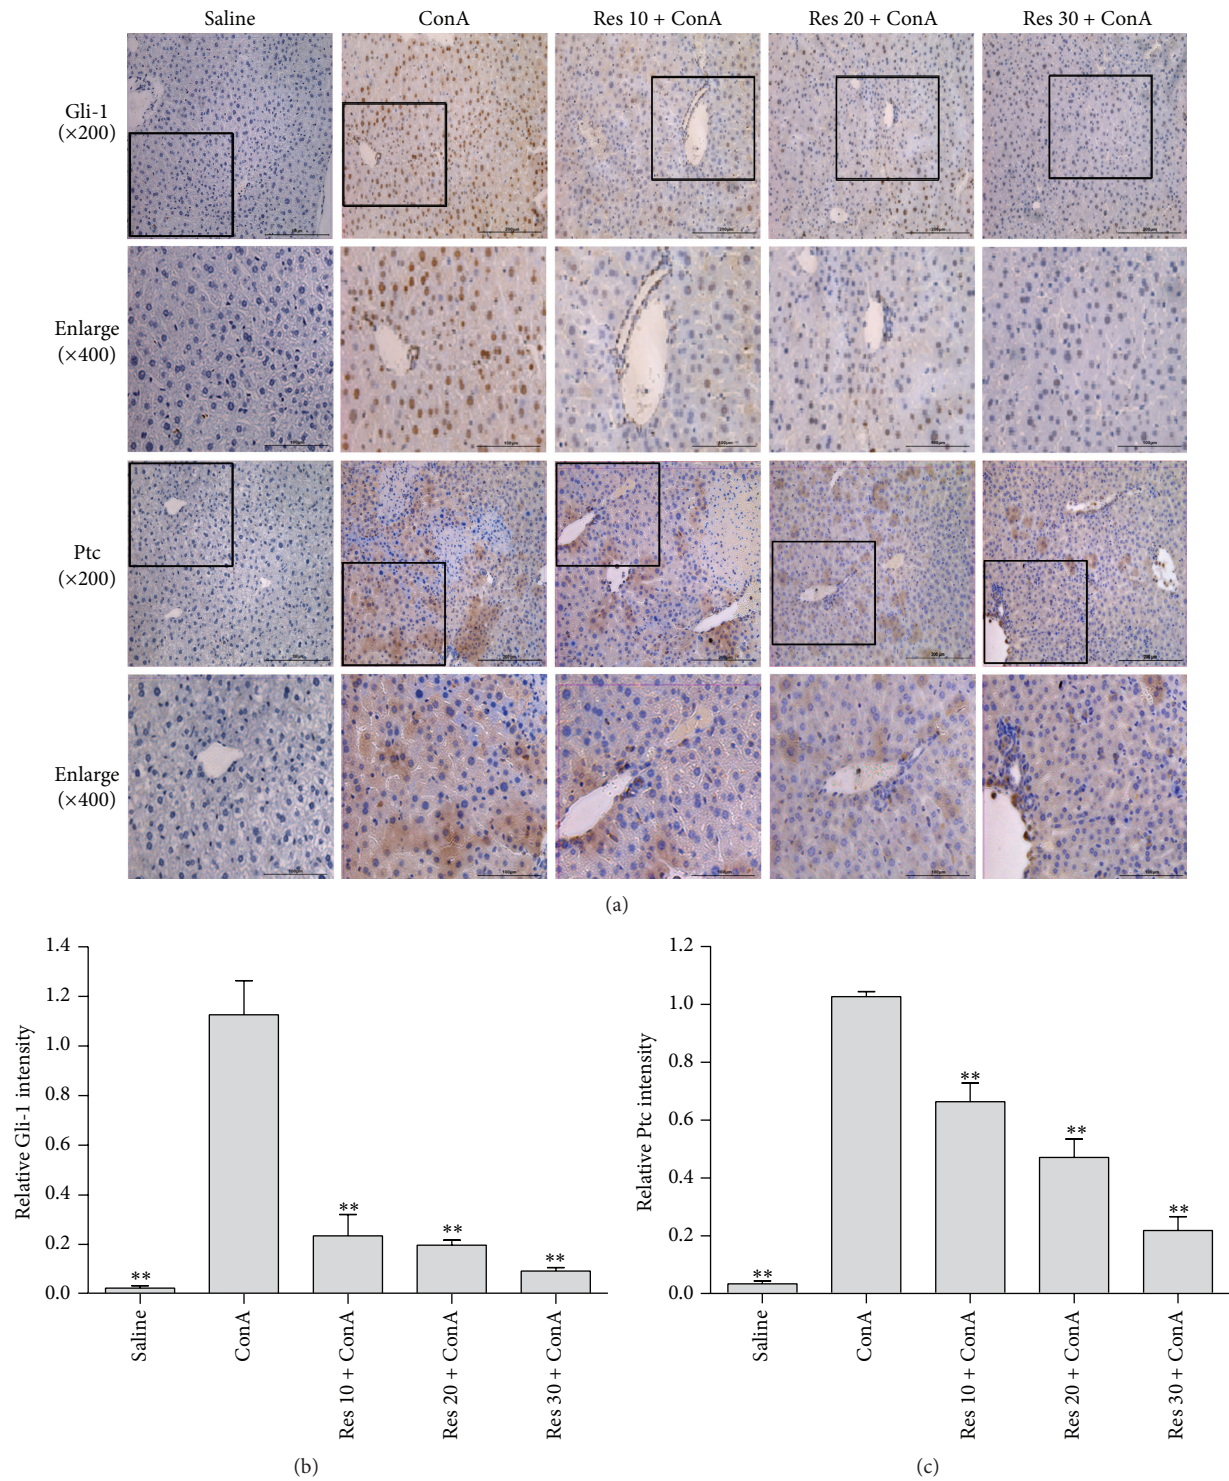 Saline ConA Res 10 + ConA Res 20 + ConA Res 30 + ConA
Gli-1
(×200)
Enlarge
(×400)
Ptc
(×200)
Enlarge
(×400)
(a)
Relative Gli-1 intensity
1.4
1.2
1.0
0.8
0.6
0.4
0.2
0.0
**
**
**
**
Saline
ConA
Res 10 + ConA
Res 20 + ConA
Res 30 + ConA
(b)
Relative Ptc intensity
1.2
1.0
0.8
0.6
0.4
0.2
0.0
**
**
**
**
Saline
ConA
Res 10 + ConA
Res 20 + ConA
Res 30 + ConA
(c)